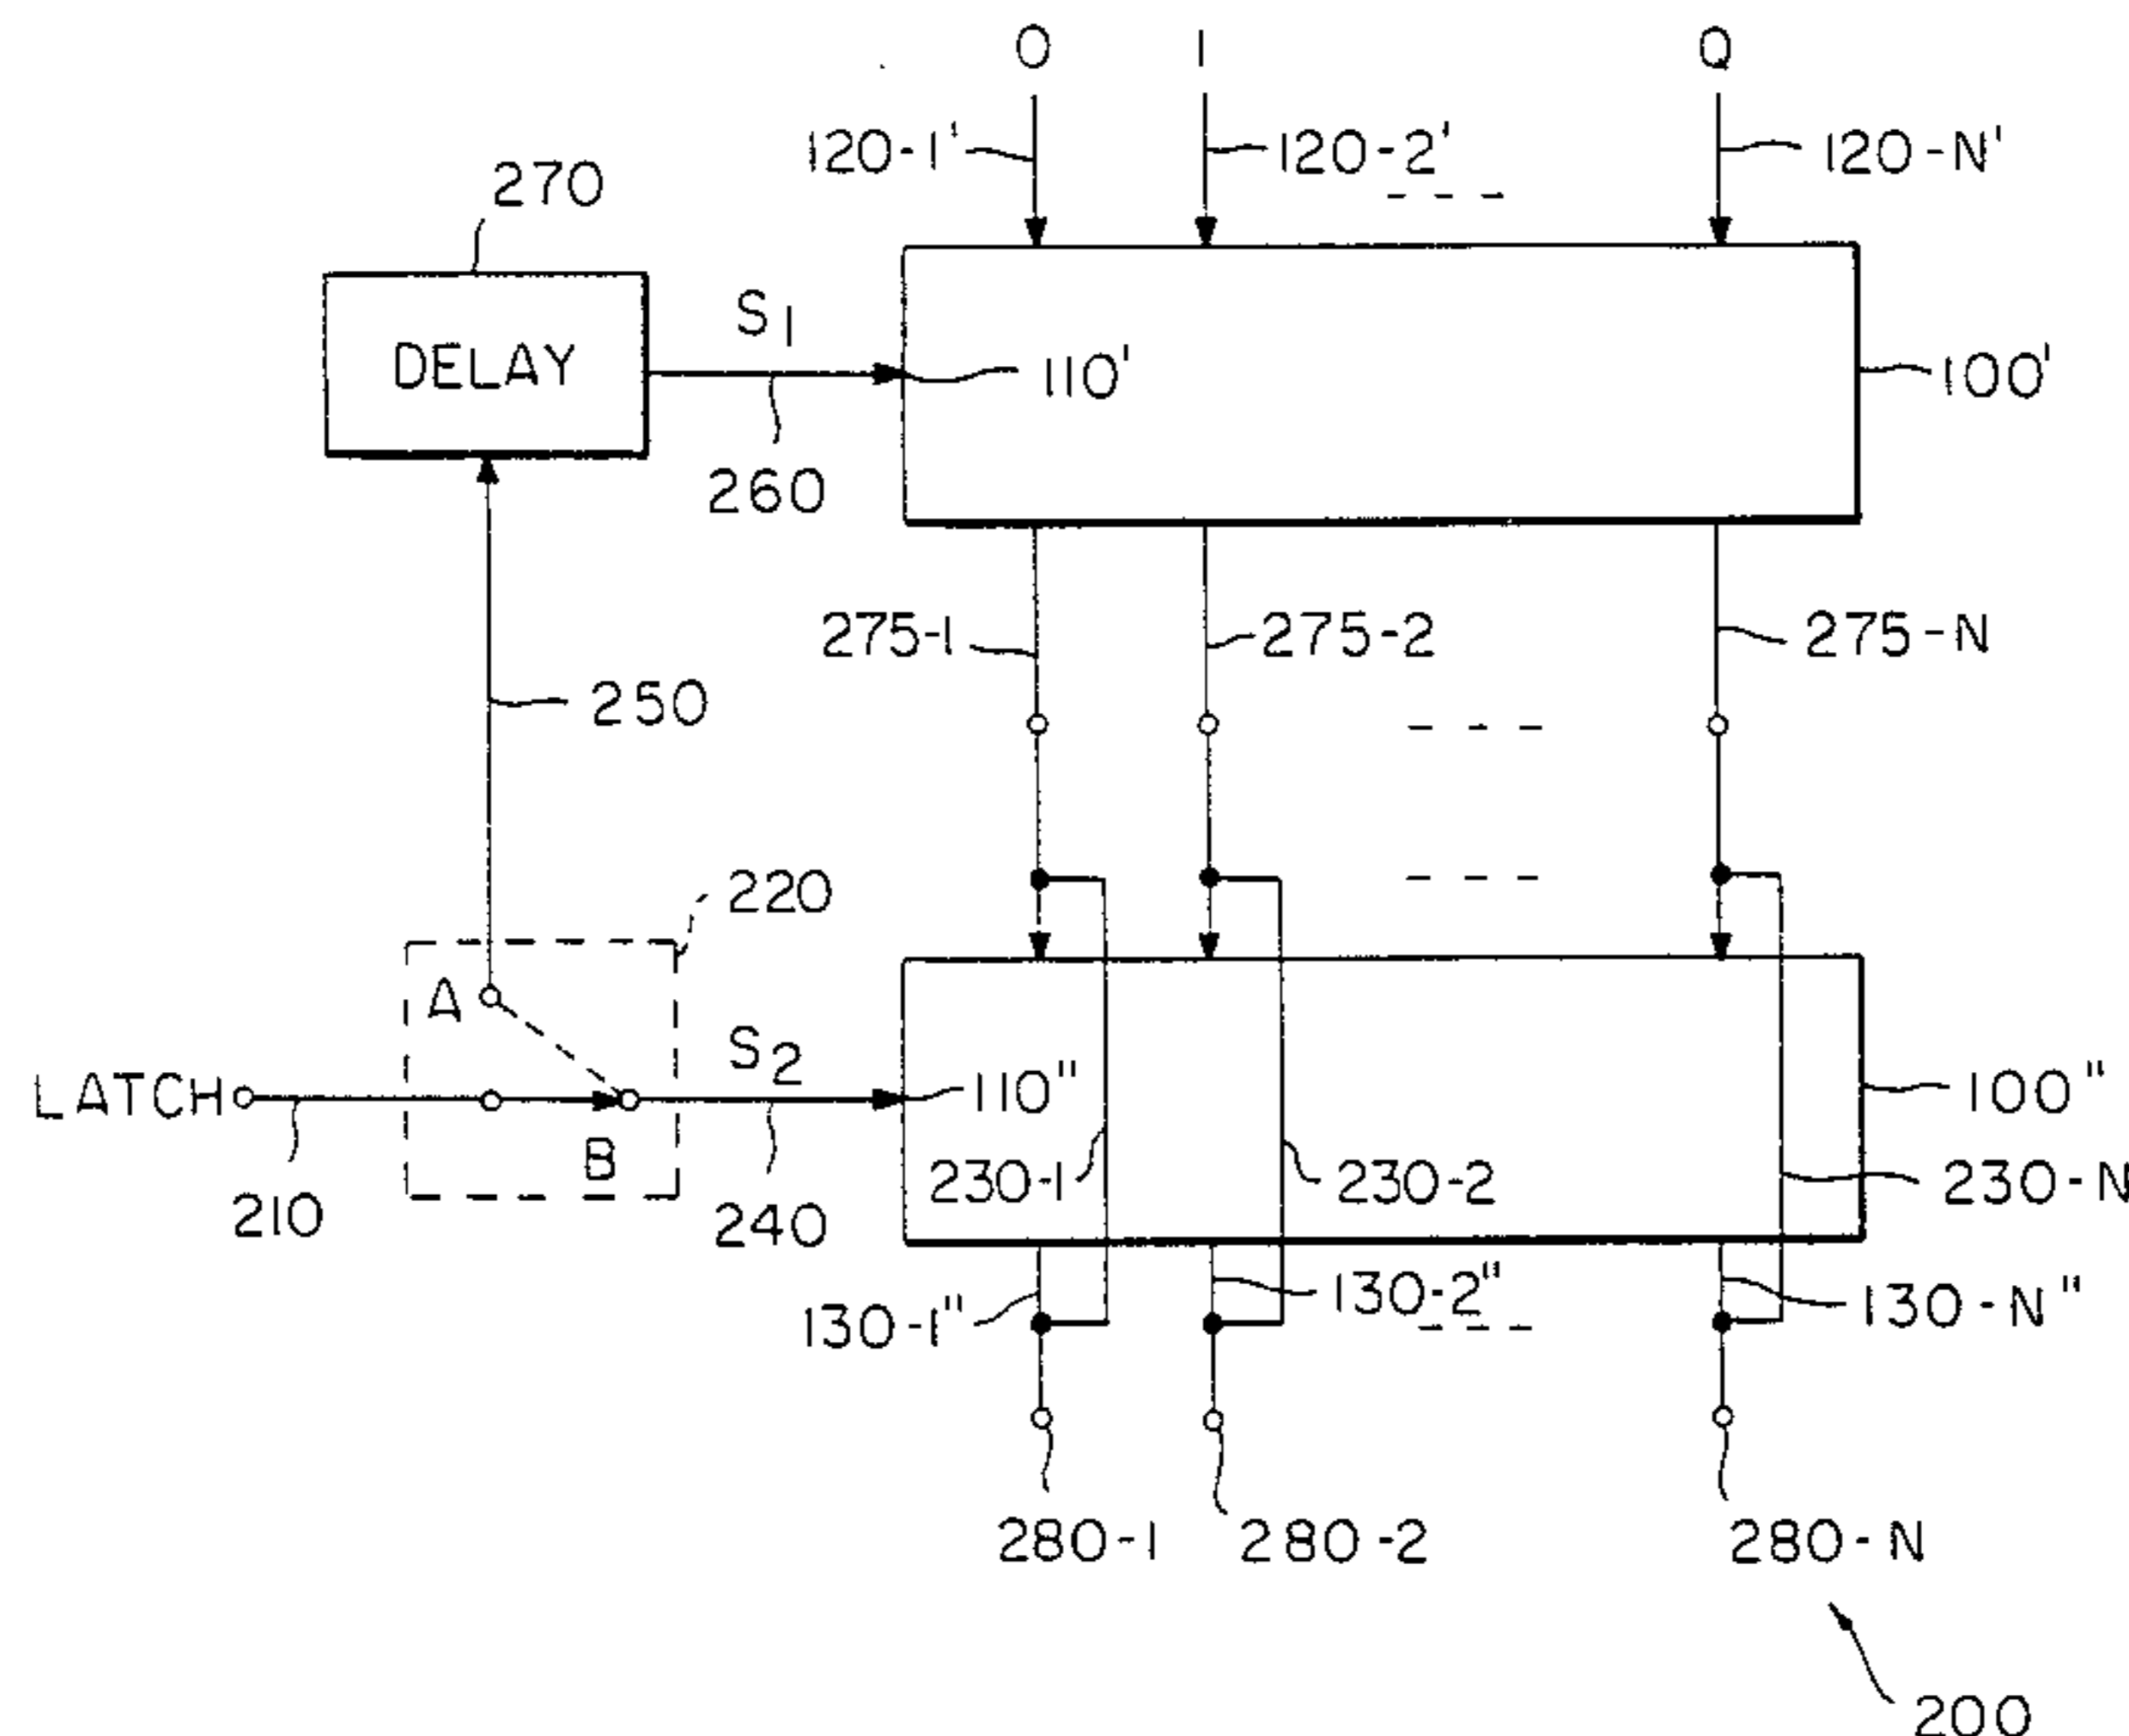 O I Q
120-1' 120-2' 120-N'
270
DELAY
S1
110'
100'
260
275-1 275-2 275-N
250
220
A
LATCH
B
S2
110"
100"
210
240
230-1 230-2 230-N
130-1" 130-2" 130-N"
280-1 280-2 280-N
200